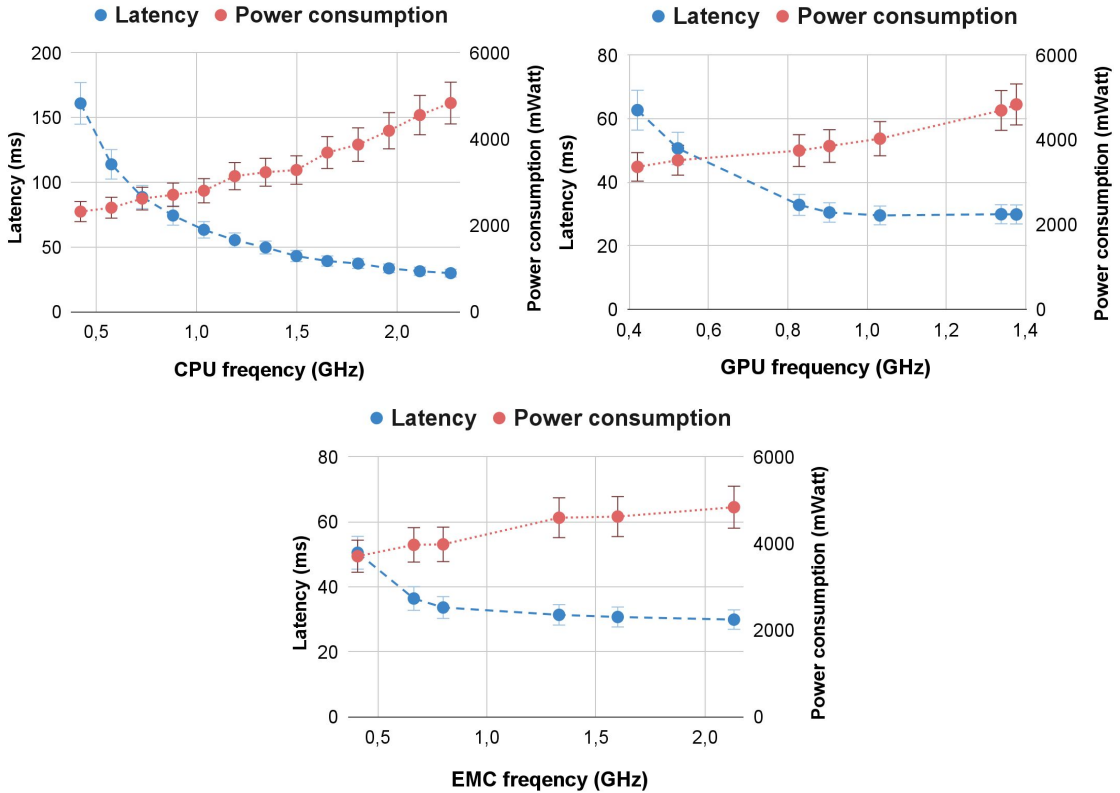 Latency Power consumption
200
150
100
50
0
6000
4000
2000
0
Latency (ms)
Power consumption (mWatt)
0,5 1,0 1,5 2,0
CPU freqency (GHz)
Latency Power consumption
80
60
40
20
0
6000
4000
2000
0
Latency (ms)
Power consumption (mWatt)
0,4 0,6 0,8 1,0 1,2 1,4
GPU frequency (GHz)
Latency Power consumption
80
60
40
20
0
6000
4000
2000
0
Latency (ms)
Power consumption (mWatt)
0,5 1,0 1,5 2,0
EMC freqency (GHz)